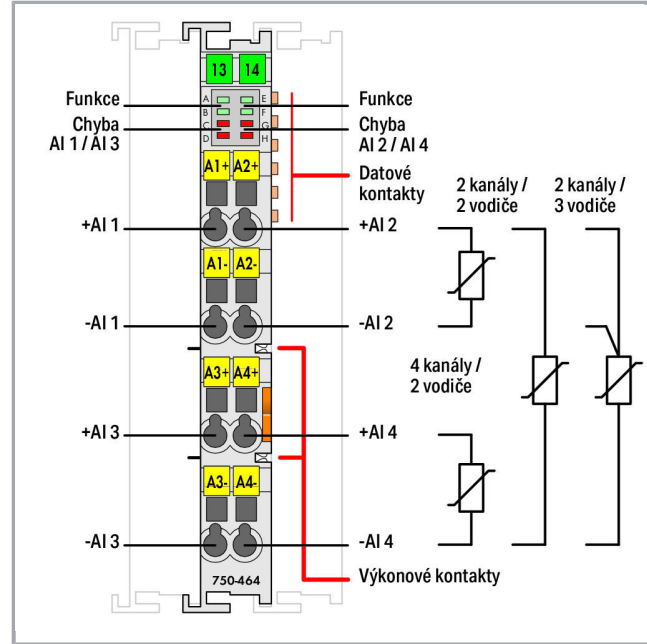 13 14
Funkce
A
B
C
D
E
F
G
H
Funkce
Chyba
AI 1 / AI 3
Chyba
AI 2 / AI 4
A1+ A2+
Datové
kontakty
2 kanály /
2 vodiče
2 kanály /
3 vodiče
+AI 1
+AI 2
A1- A2-
-AI 1
-AI 2
A3+ A4+
4 kanály /
2 vodiče
+AI 3
+AI 4
A3- A4-
-AI 3
-AI 4
750-464
Výkonové kontakty